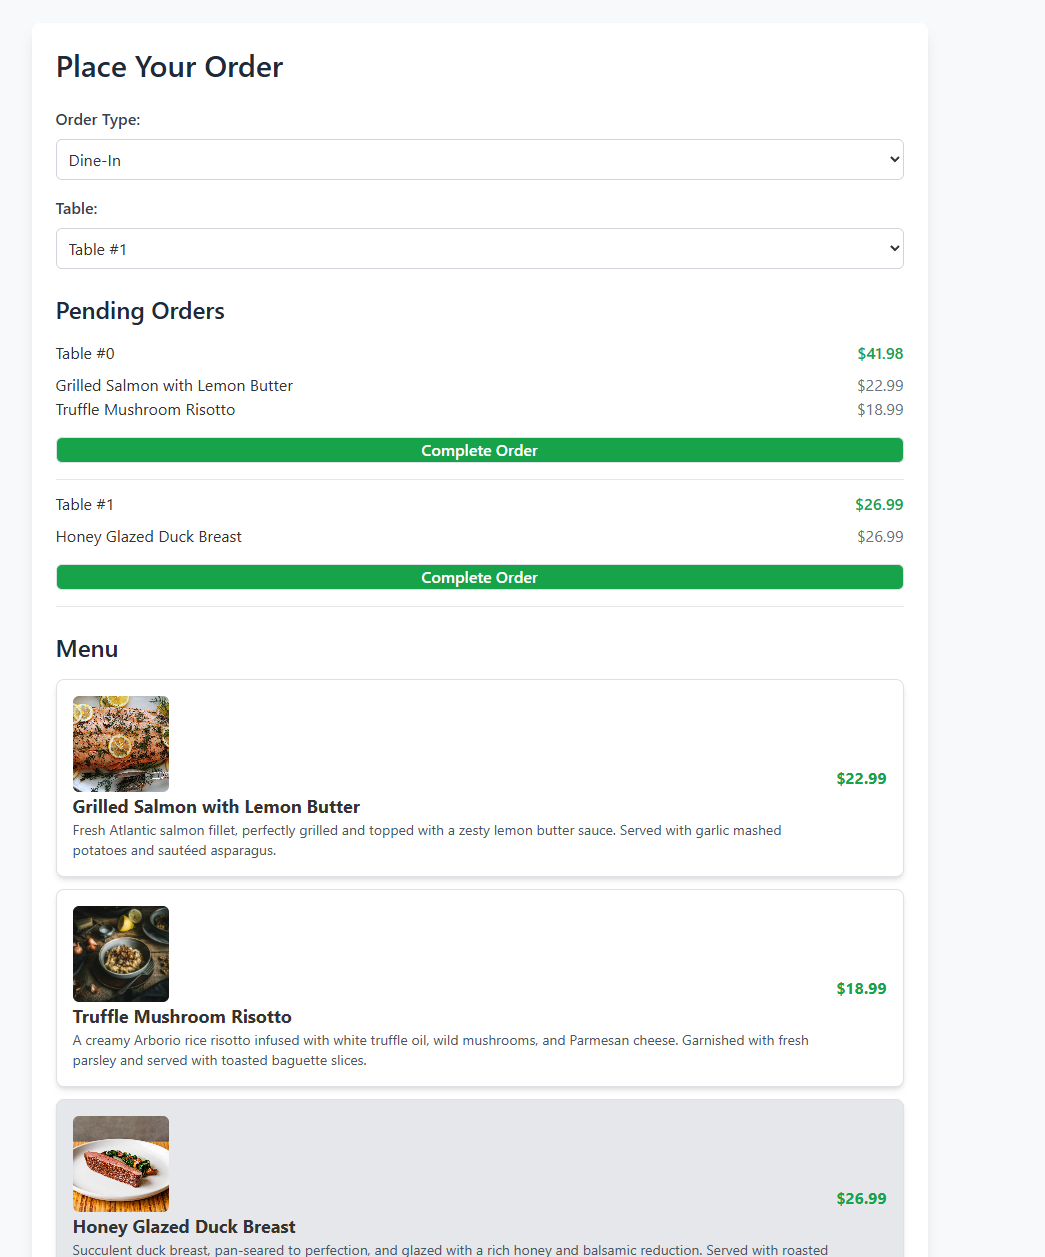 Place Your Order
Order Type:
Dine-In
Table:
Table #1
Pending Orders
Table #0 $41.98
Grilled Salmon with Lemon Butter $22.99
Truffle Mushroom Risotto $18.99
Complete Order
Table #1 $26.99
Honey Glazed Duck Breast $26.99
Complete Order
Menu
$22.99
Grilled Salmon with Lemon Butter
Fresh Atlantic salmon fillet, perfectly grilled and topped with a zesty lemon butter sauce. Served with garlic mashed
potatoes and sautéed asparagus.
$18.99
Truffle Mushroom Risotto
A creamy Arborio rice risotto infused with white truffle oil, wild mushrooms, and Parmesan cheese. Garnished with fresh
parsley and served with toasted baguette slices.
$26.99
Honey Glazed Duck Breast
Succulent duck breast, pan-seared to perfection, and glazed with a rich honey and balsamic reduction. Served with roasted